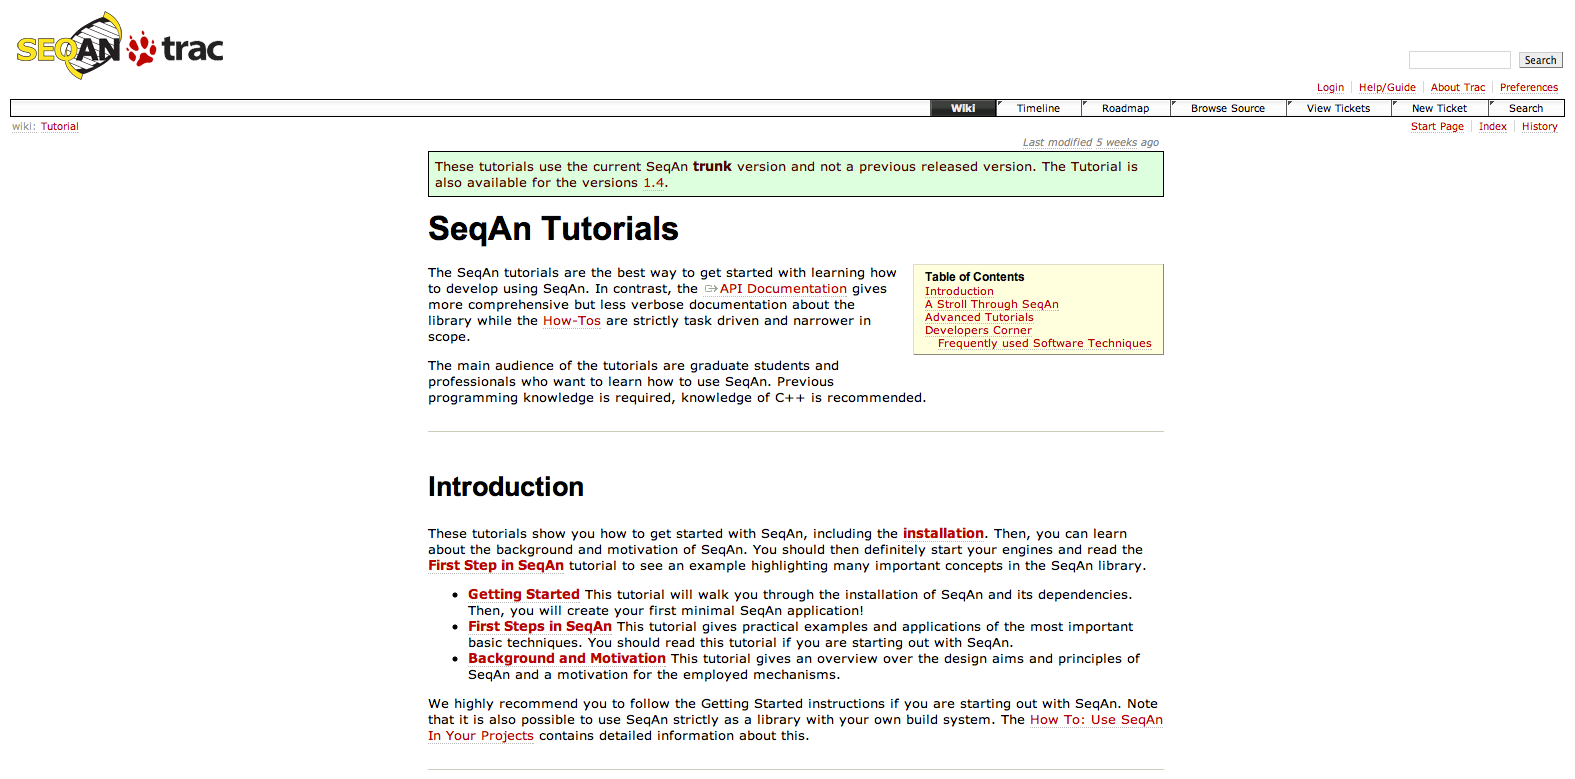 SEQAN trac
Search
Login Help/Guide About Trac Preferences
Wiki Timeline Roadmap Browse Source View Tickets New Ticket Search
wiki: Tutorial
Start Page Index History
Last modified 5 weeks ago
These tutorials use the current SeqAn trunk version and not a previous released version. The Tutorial is
also available for the versions 1.4.
SeqAn Tutorials
The SeqAn tutorials are the best way to get started with learning how
to develop using SeqAn. In contrast, the API Documentation gives
more comprehensive but less verbose documentation about the
library while the How-Tos are strictly task driven and narrower in
scope.
Table of Contents
Introduction
A Stroll Through SeqAn
Advanced Tutorials
Developers Corner
Frequently used Software Techniques
The main audience of the tutorials are graduate students and
professionals who want to learn how to use SeqAn. Previous
programming knowledge is required, knowledge of C++ is recommended.
Introduction
These tutorials show you how to get started with SeqAn, including the installation. Then, you can learn
about the background and motivation of SeqAn. You should then definitely start your engines and read the
First Step in SeqAn tutorial to see an example highlighting many important concepts in the SeqAn library.
• Getting Started This tutorial will walk you through the installation of SeqAn and its dependencies.
Then, you will create your first minimal SeqAn application!
• First Steps in SeqAn This tutorial gives practical examples and applications of the most important
basic techniques. You should read this tutorial if you are starting out with SeqAn.
• Background and Motivation This tutorial gives an overview over the design aims and principles of
SeqAn and a motivation for the employed mechanisms.
We highly recommend you to follow the Getting Started instructions if you are starting out with SeqAn. Note
that it is also possible to use SeqAn strictly as a library with your own build system. The How To: Use SeqAn
In Your Projects contains detailed information about this.